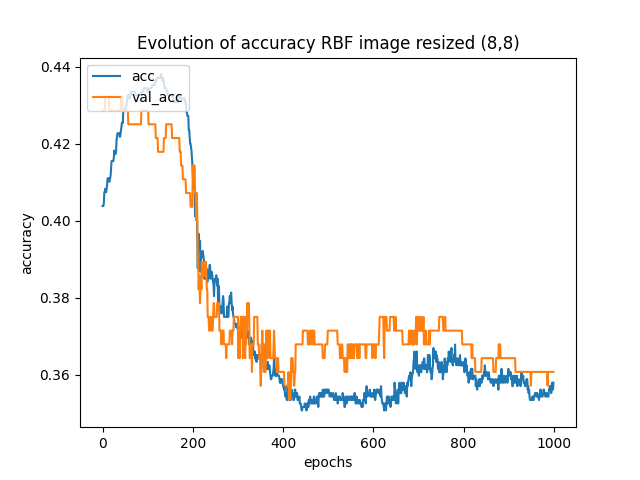 Evolution of accuracy RBF image resized (8,8)
acc
val_acc
0.44
0.42
0.40
0.38
0.36
accuracy
0
200
400
600
800
1000
epochs